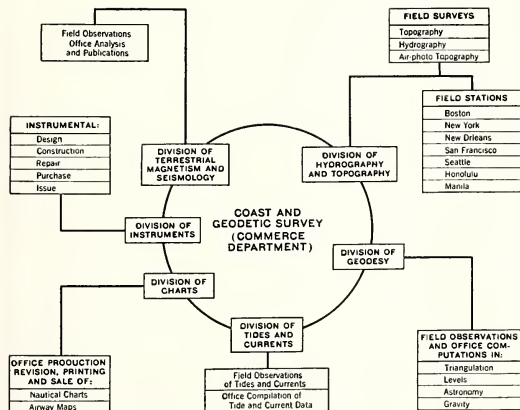 Field Observations
Office Analysis
and Publications
FIELD SURVEYS
Topography
Hydrography
Air-photo Topography
INSTRUMENTAL:
Design
Construction
Repair
Purchase
Issue
FIELD STATIONS
Boston
New York
New Orleans
San Francisco
Seattle
Honolulu
Manila
DIVISION OF
TERRESTRIAL
MAGNETISM AND
SEISMOLOGY
DIVISION OF
HYDROGRAPHY
AND TOPOGRAPHY
DIVISION OF
INSTRUMENTS
COAST AND
GEODETIC SURVEY
(COMMERCE
DEPARTMENT)
DIVISION OF
GEODESY
DIVISION OF
CHARTS
DIVISION OF
TIDES AND
CURRENTS
OFFICE PRODUCTION
REVISION, PRINTING
AND SALE OF:
Nautical Charts
Airway Maps
Field Observations
of Tides and Currents
Office Compilation of
Tide and Current Data
FIELD OBSERVATIONS
AND OFFICE COM-
PUTATIONS IN:
Triangulation
Levels
Astronomy
Gravity